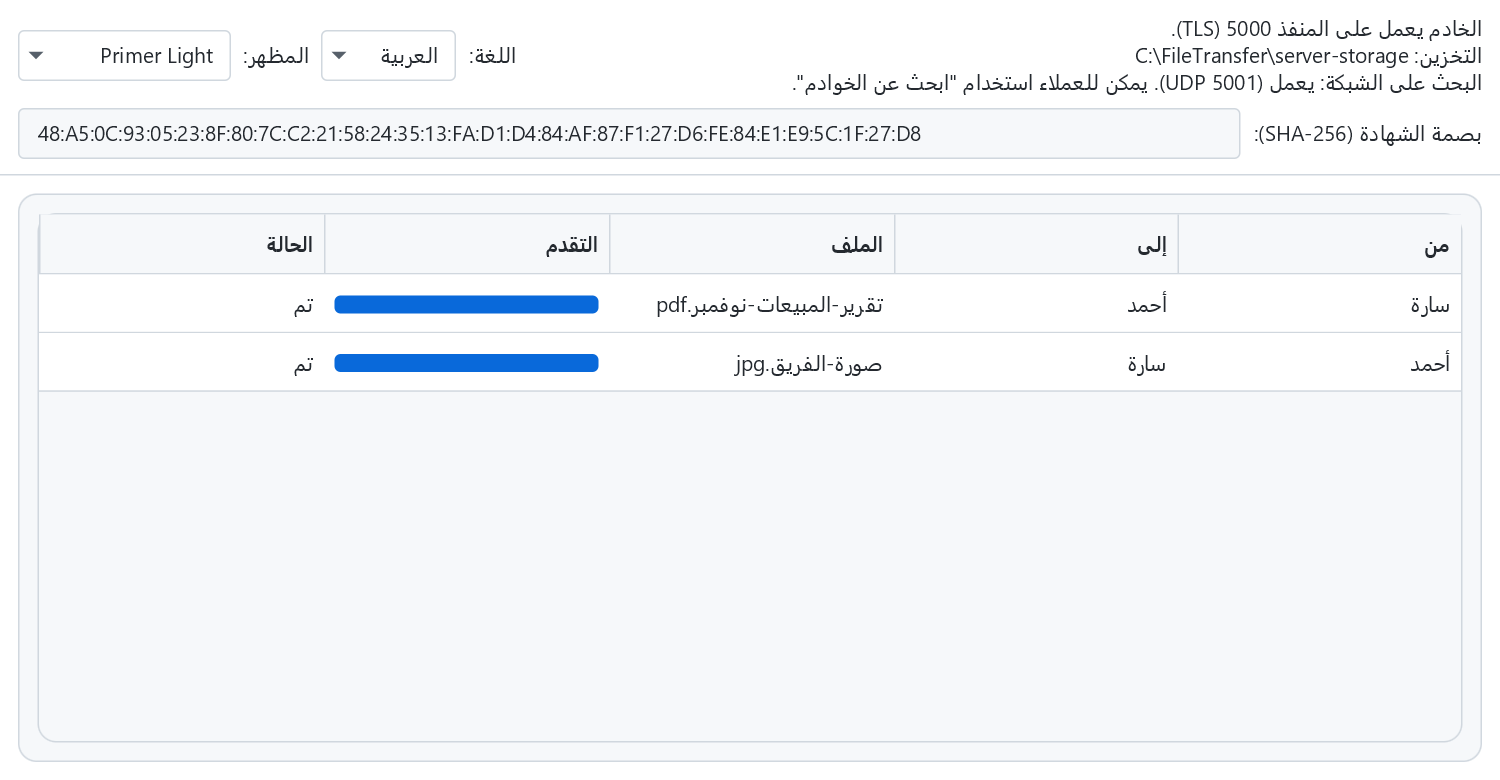 الخادم يعمل على المنفذ 5000 (TLS).
التخزين: C:\FileTransfer\server-storage
البحث على الشبكة: يعمل (UDP 5001). يمكن للعملاء استخدام "ابحث عن الخوادم".
اللغة: العربية المظهر: Primer Light
بصمة الشهادة (SHA-256): 48:A5:0C:93:05:23:8F:80:7C:C2:21:58:24:35:13:FA:D1:D4:84:AF:87:F1:27:D6:FE:84:E1:E9:5C:1F:27:D8
من إلى الملف التقدم الحالة
سارة أحمد تقرير-المبيعات-نوفمبر.pdf تم
أحمد سارة صورة-الفريق.jpg تم